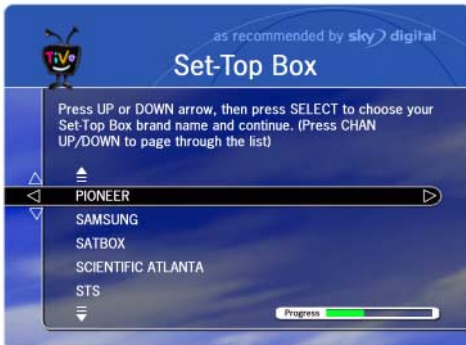 as recommended by sky digital
TiVo
Set-Top Box
Press UP or DOWN arrow, then press SELECT to choose your
Set-Top Box brand name and continue. (Press CHAN
UP/DOWN to page through the list)
PIONEER
SAMSUNG
SATBOX
SCIENTIFIC ATLANTA
STS
Progress